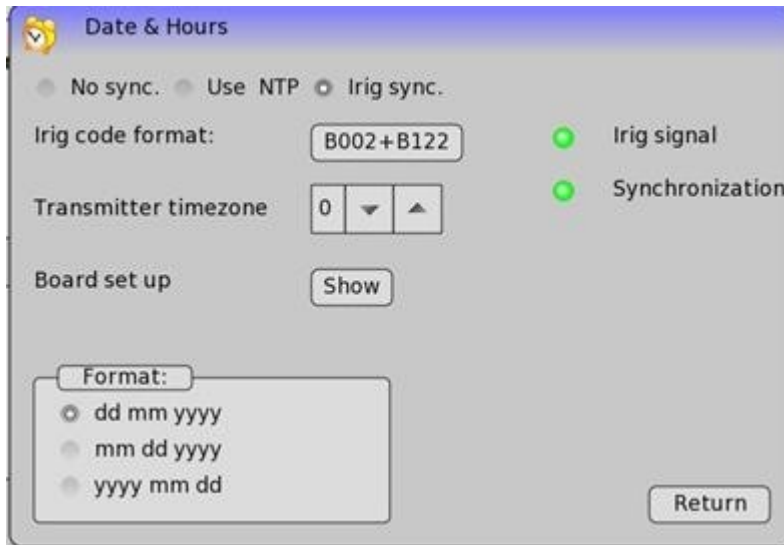 Date & Hours
No sync. Use NTP Irig sync.
Irig code format: B002+B122 Irig signal
Synchronization
Transmitter timezone 0
Board set up Show
Format:
dd mm yyyy
mm dd yyyy
yyyy mm dd
Return